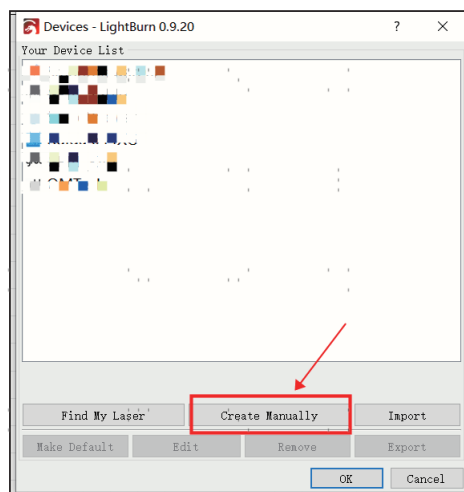 Devices - LightBurn 0.9.20 ? ×
Your Device List
Find My Laser Create Manually Import
Make Default Edit Remove Export
OK Cancel